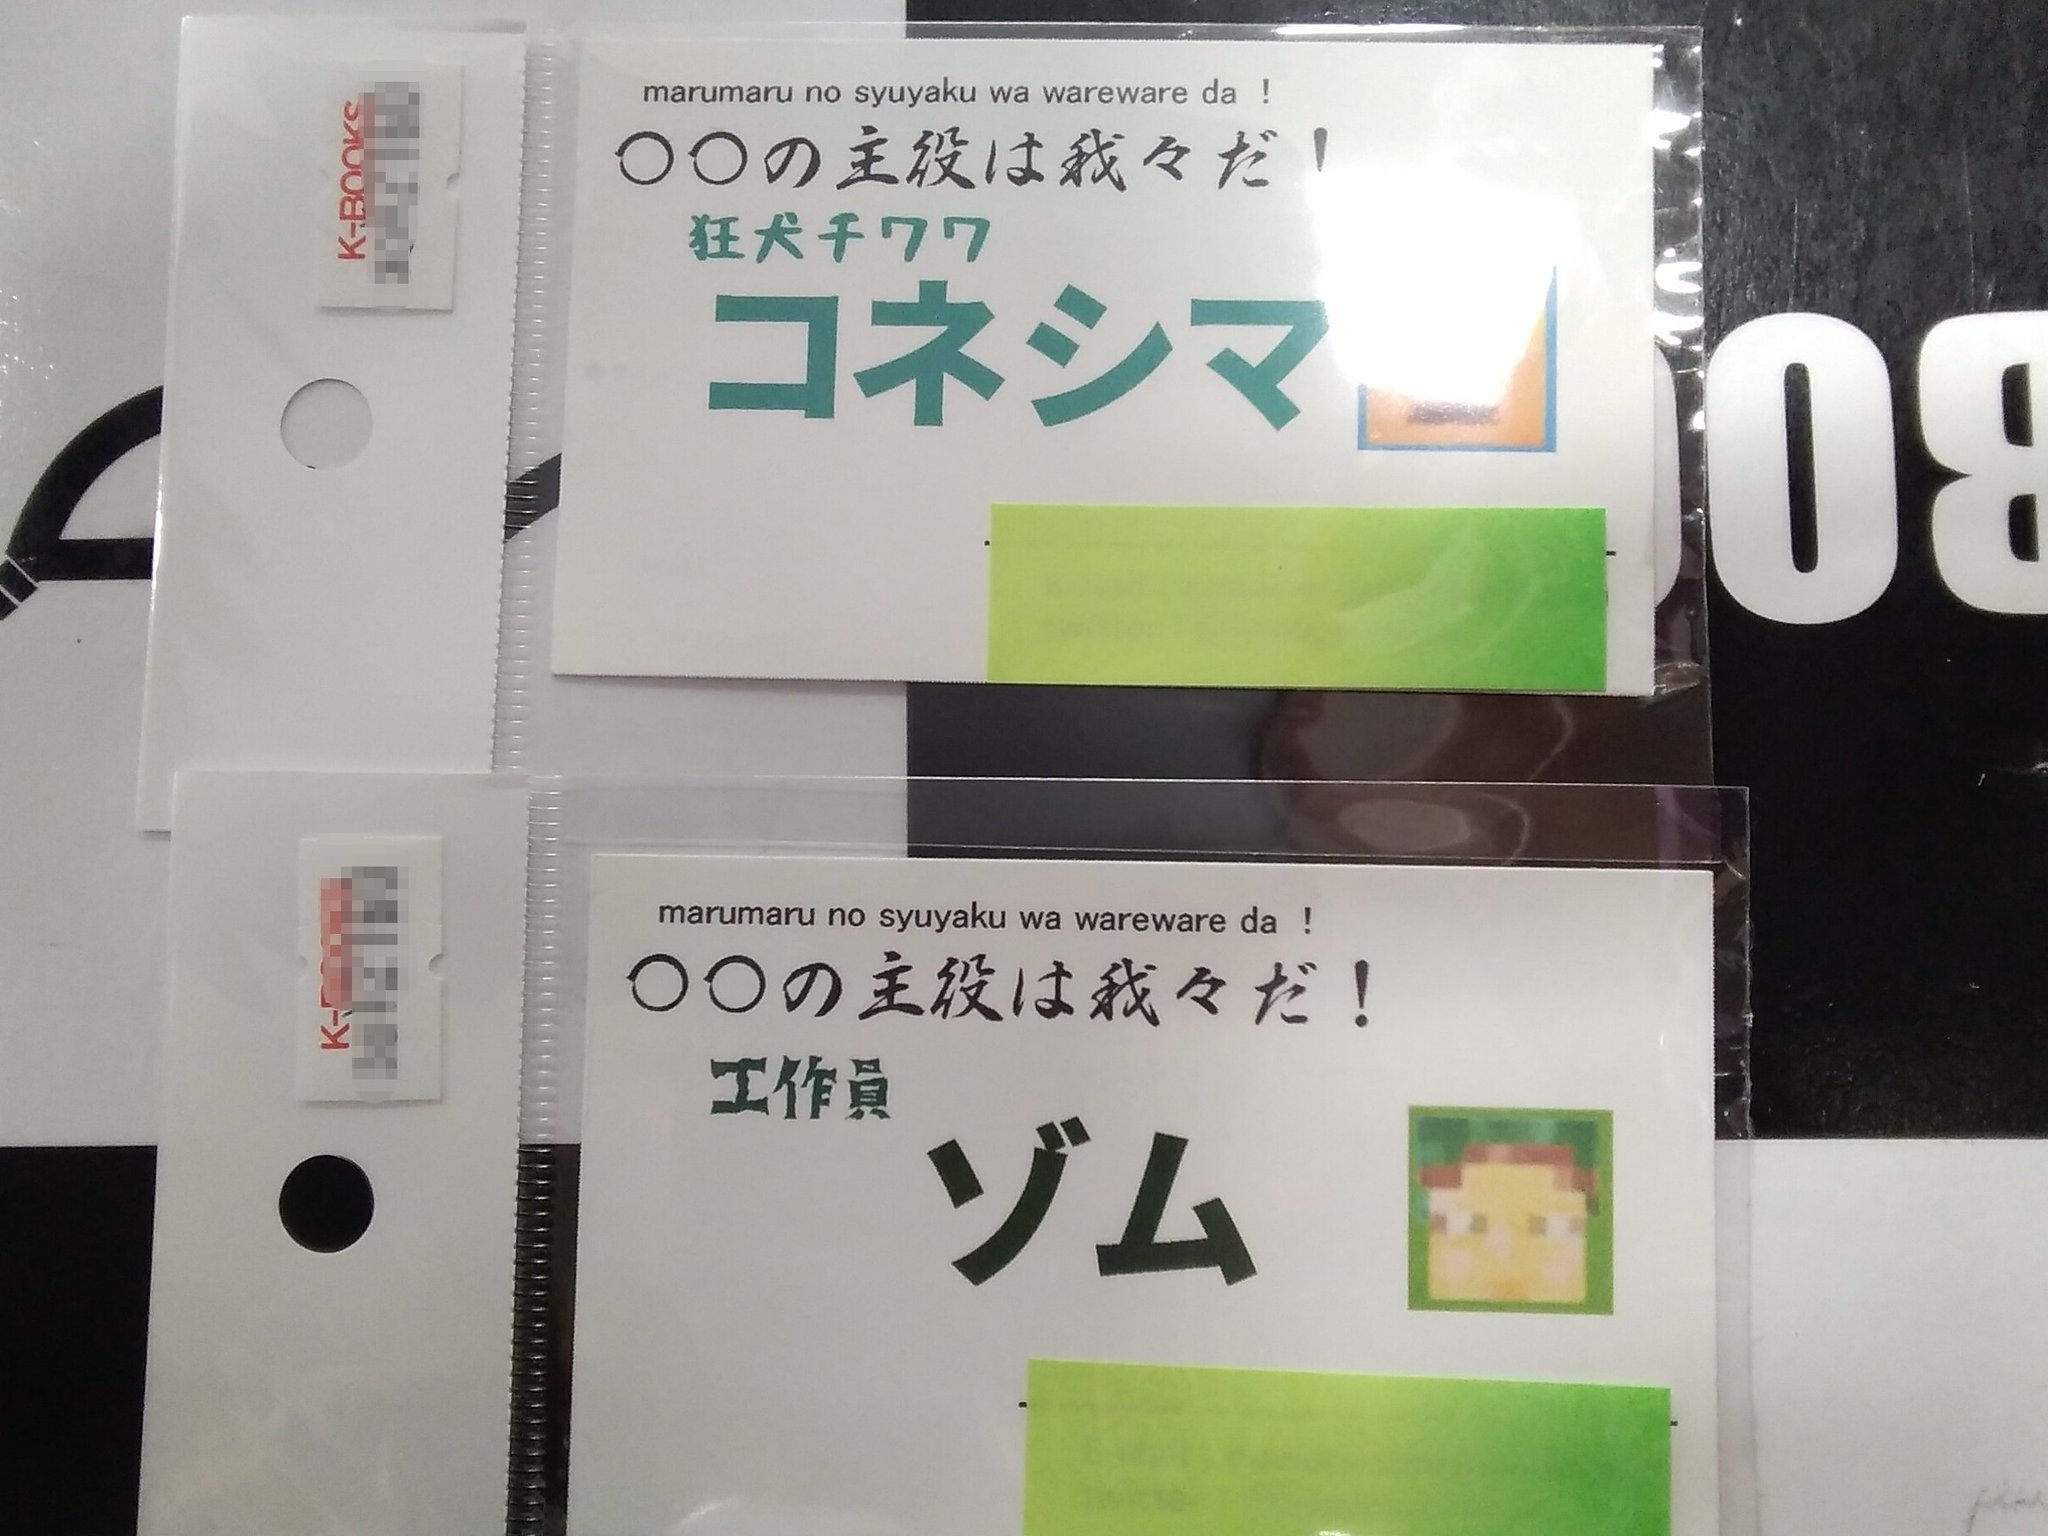 K-BOOKS
marumaru no syuyaku wa wareware da !
〇〇の主役は我々だ！
狂犬チワワ
コネシマ
marumaru no syuyaku wa wareware da !
〇〇の主役は我々だ！
工作員
ゾム